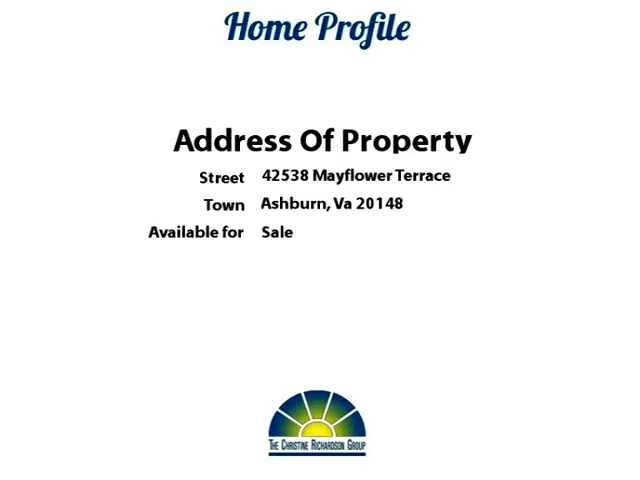 Home Profile
Address Of Property
Street 42538 Mayflower Terrace
Town Ashburn, Va 20148
Available for Sale
The Christine Richardson Group